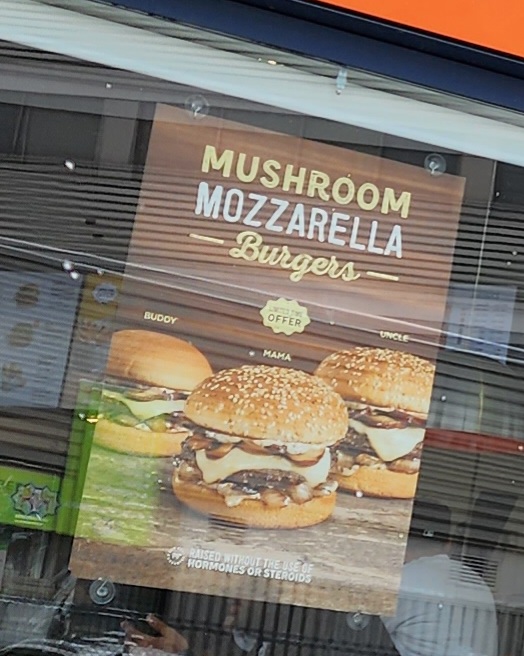 MUSHROOM
MOZZARELLA
Burgers
LIMITED TIME
OFFER
BUDDY
MAMA
UNCLE
RAISED WITHOUT THE USE OF
HORMONES OR STEROIDS